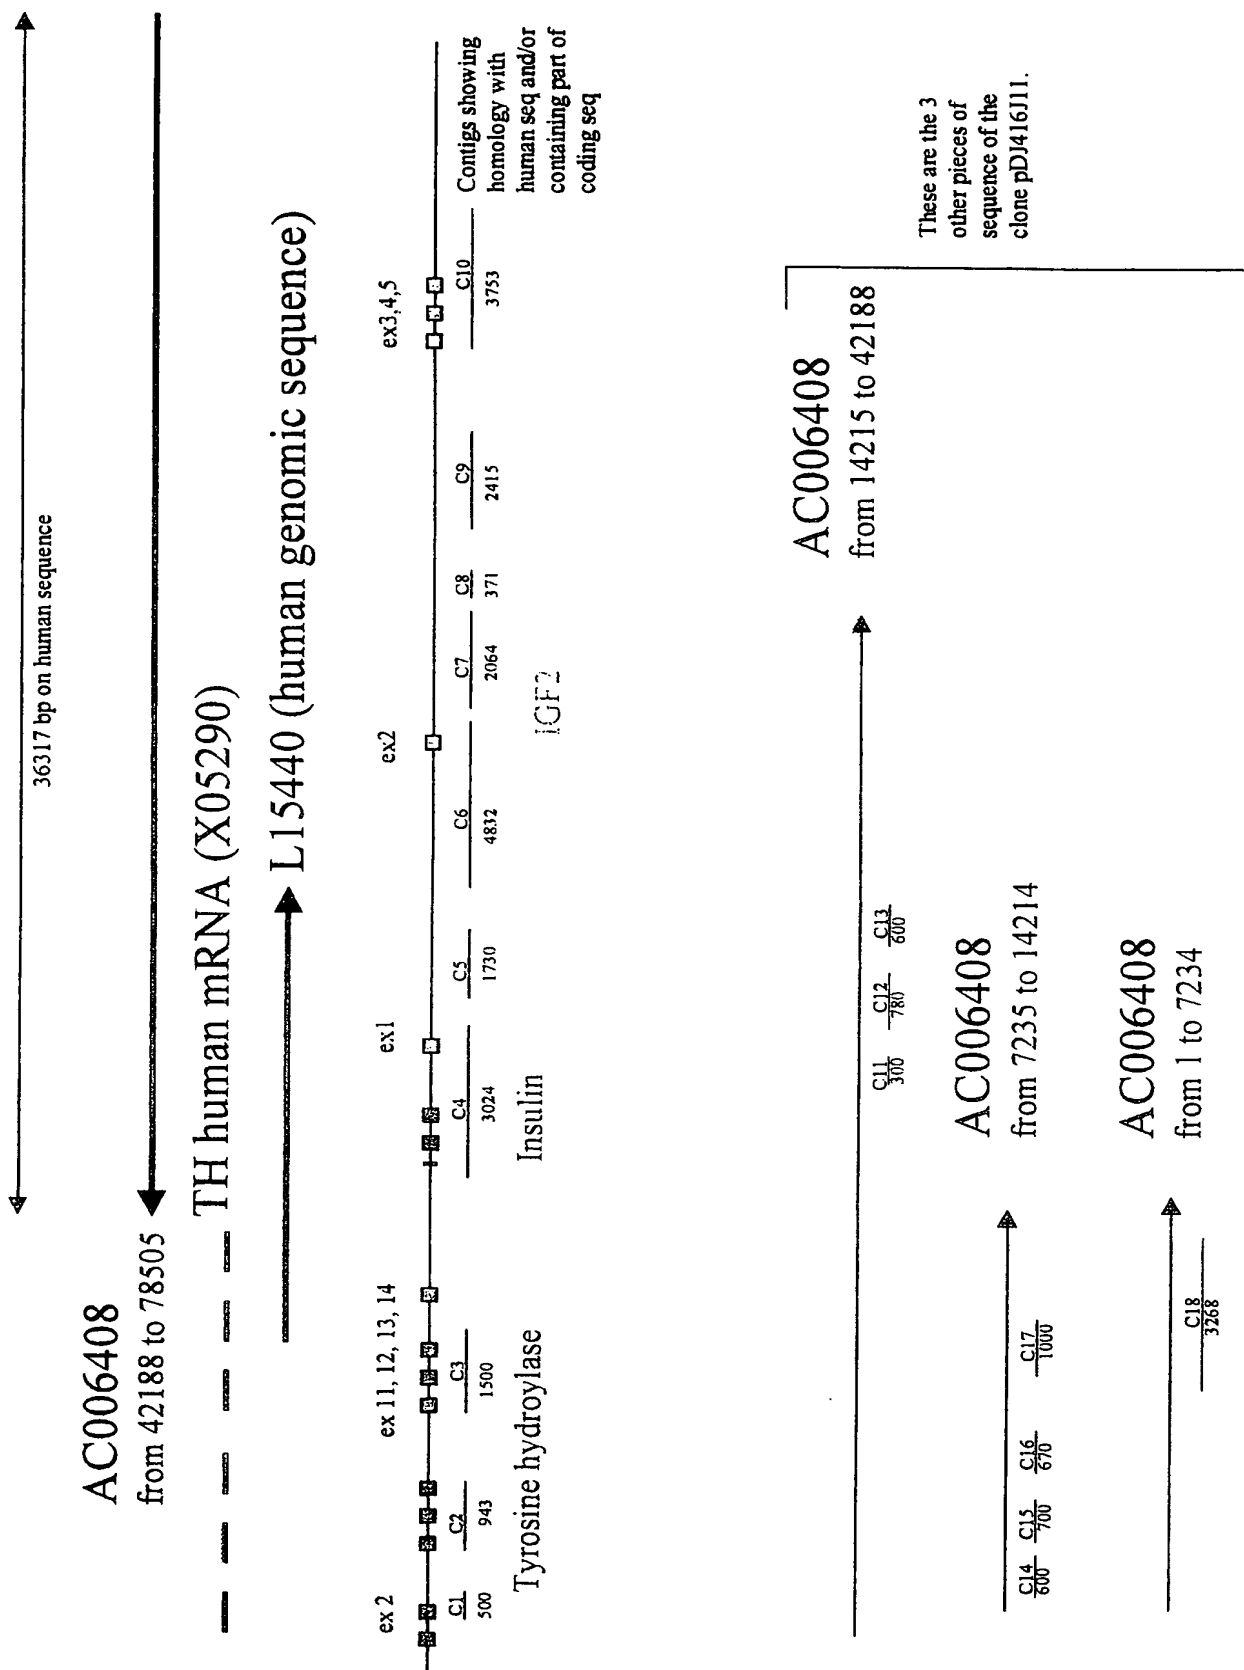 36317 bp on human sequence
AC006408
from 42188 to 78505
TH human mRNA (X05290)
L15440 (human genomic sequence)
ex 2
ex 11, 12, 13, 14
ex1
ex2
ex3,4,5
C1
500
C2
943
C3
1500
C4
3024
C5
1730
C6
4832
C7
2064
C8
371
C9
2415
C10
3753
Contigs showing
homology with
human seq and/or
containing part of
coding seq
Tyrosine hydroylase
Insulin
IGF2
AC006408
from 14215 to 42188
C11
300
C12
780
C13
600
AC006408
from 7235 to 14214
C14
600
C15
700
C16
670
C17
1000
AC006408
from 1 to 7234
C18
3268
These are the 3
other pieces of
sequence of the
clone pDJ416J11.